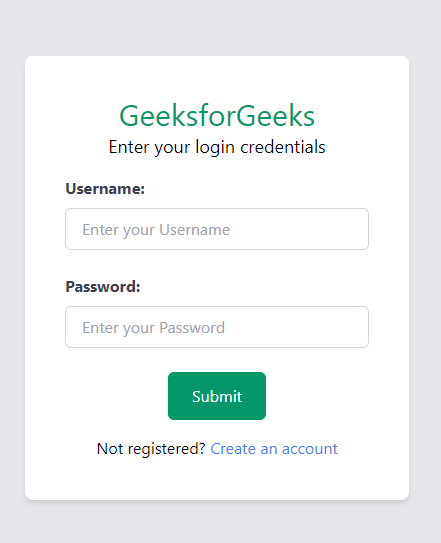 GeeksforGeeks
Enter your login credentials
Username:
Enter your Username
Password:
Enter your Password
Submit
Not registered? Create an account